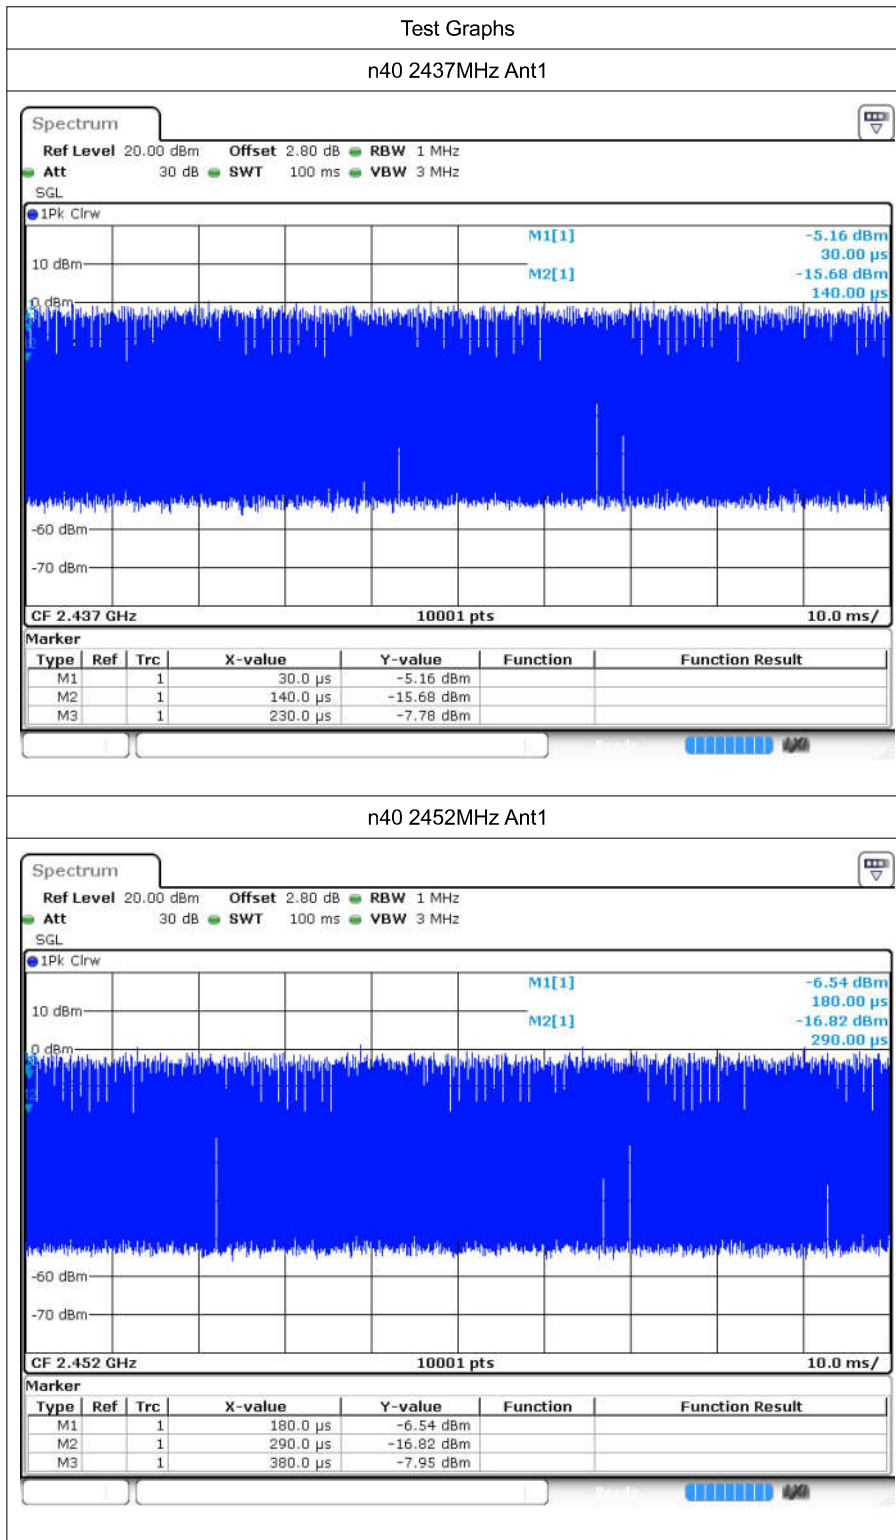 Test Graphs
n40 2437MHz Ant1
Spectrum
Ref Level 20.00 dBm Offset 2.80 dB RBW 1 MHz
Att 30 dB SWT 100 ms VBW 3 MHz
SGL
1Pk Clrw
M1[1] -5.16 dBm
30.00 µs
10 dBm
M2[1] -15.68 dBm
140.00 µs
0 dBm
-60 dBm
-70 dBm
CF 2.437 GHz 10001 pts 10.0 ms/
Marker
Type Ref Trc X-value Y-value Function Function Result
M1 1 30.0 µs -5.16 dBm
M2 1 140.0 µs -15.68 dBm
M3 1 230.0 µs -7.78 dBm
n40 2452MHz Ant1
Spectrum
Ref Level 20.00 dBm Offset 2.80 dB RBW 1 MHz
Att 30 dB SWT 100 ms VBW 3 MHz
SGL
1Pk Clrw
M1[1] -6.54 dBm
180.00 µs
10 dBm
M2[1] -16.82 dBm
290.00 µs
0 dBm
-60 dBm
-70 dBm
CF 2.452 GHz 10001 pts 10.0 ms/
Marker
Type Ref Trc X-value Y-value Function Function Result
M1 1 180.0 µs -6.54 dBm
M2 1 290.0 µs -16.82 dBm
M3 1 380.0 µs -7.95 dBm